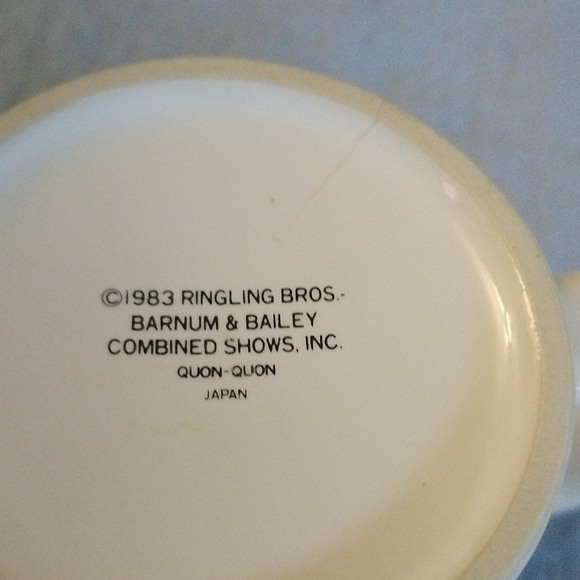 ©1983 RINGLING BROS.-
BARNUM & BAILEY
COMBINED SHOWS, INC.
QUON-QUON
JAPAN